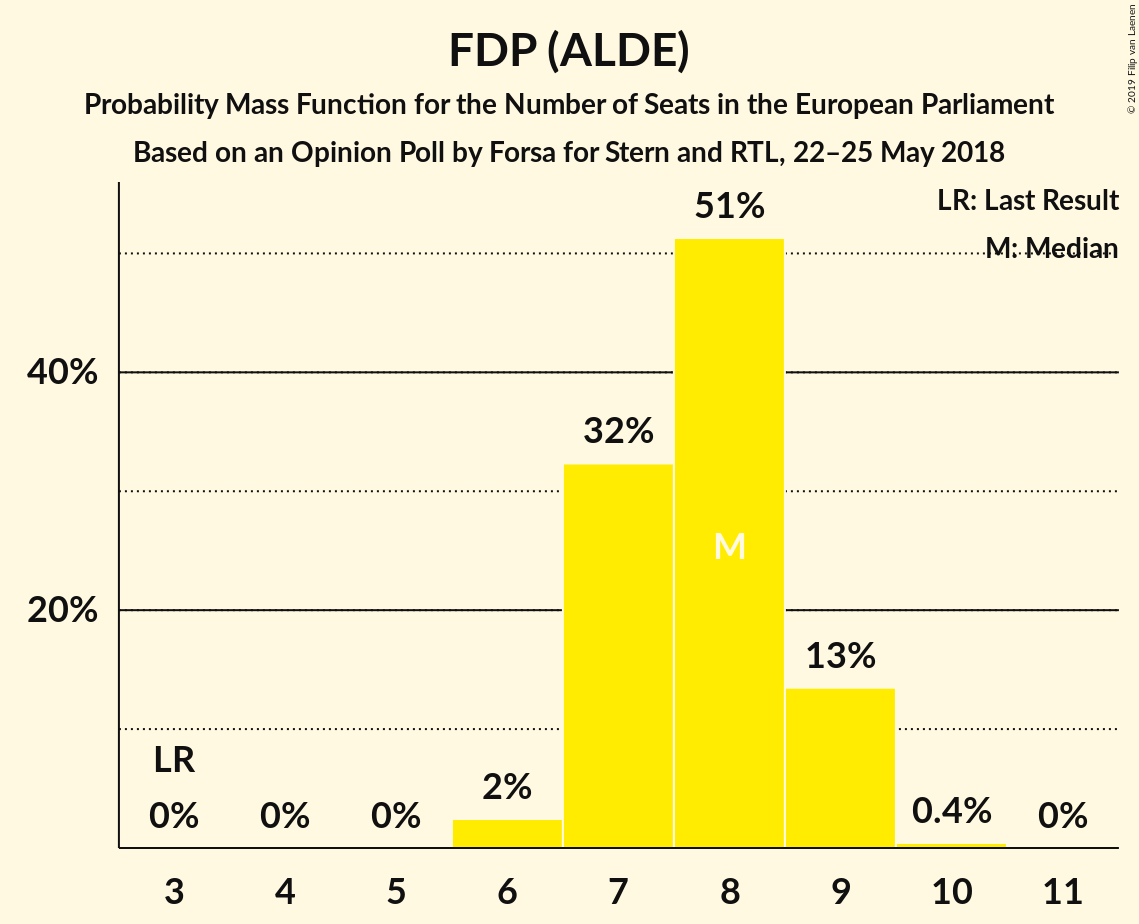 FDP (ALDE)
Probability Mass Function for the Number of Seats in the European Parliament
Based on an Opinion Poll by Forsa for Stern and RTL, 22–25 May 2018
© 2019 Filip van Laenen
LR: Last Result
M: Median
51%
40%
32%
M
20%
13%
LR
0%
0%
0%
2%
0.4%
0%
3
4
5
6
7
8
9
10
11